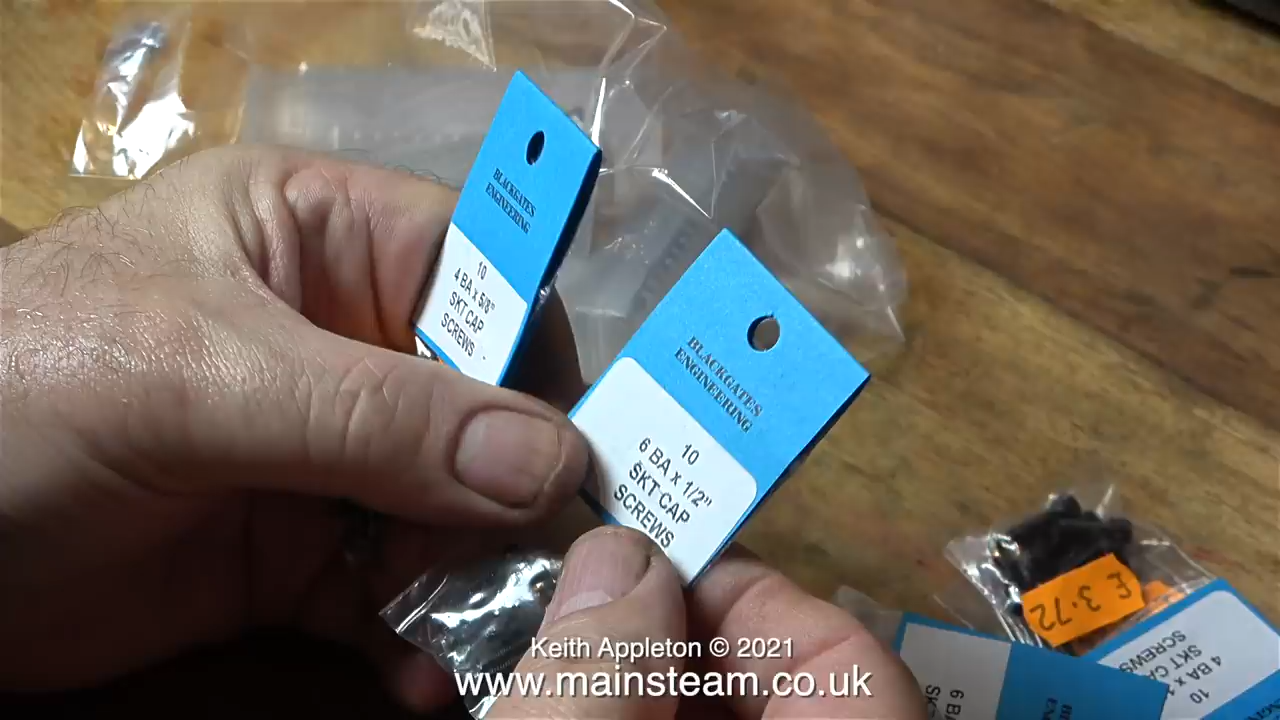 BLACKGATES
ENGINEERING
10
4 BA x 5/8"
SKT CAP
SCREWS
BLACKGATES
ENGINEERING
10
6 BA x 1/2"
SKT CAP
SCREWS
£3.72
10
4 BA x
SKT
SCREWS
6
Keith Appleton © 2021
www.mainsteam.co.uk